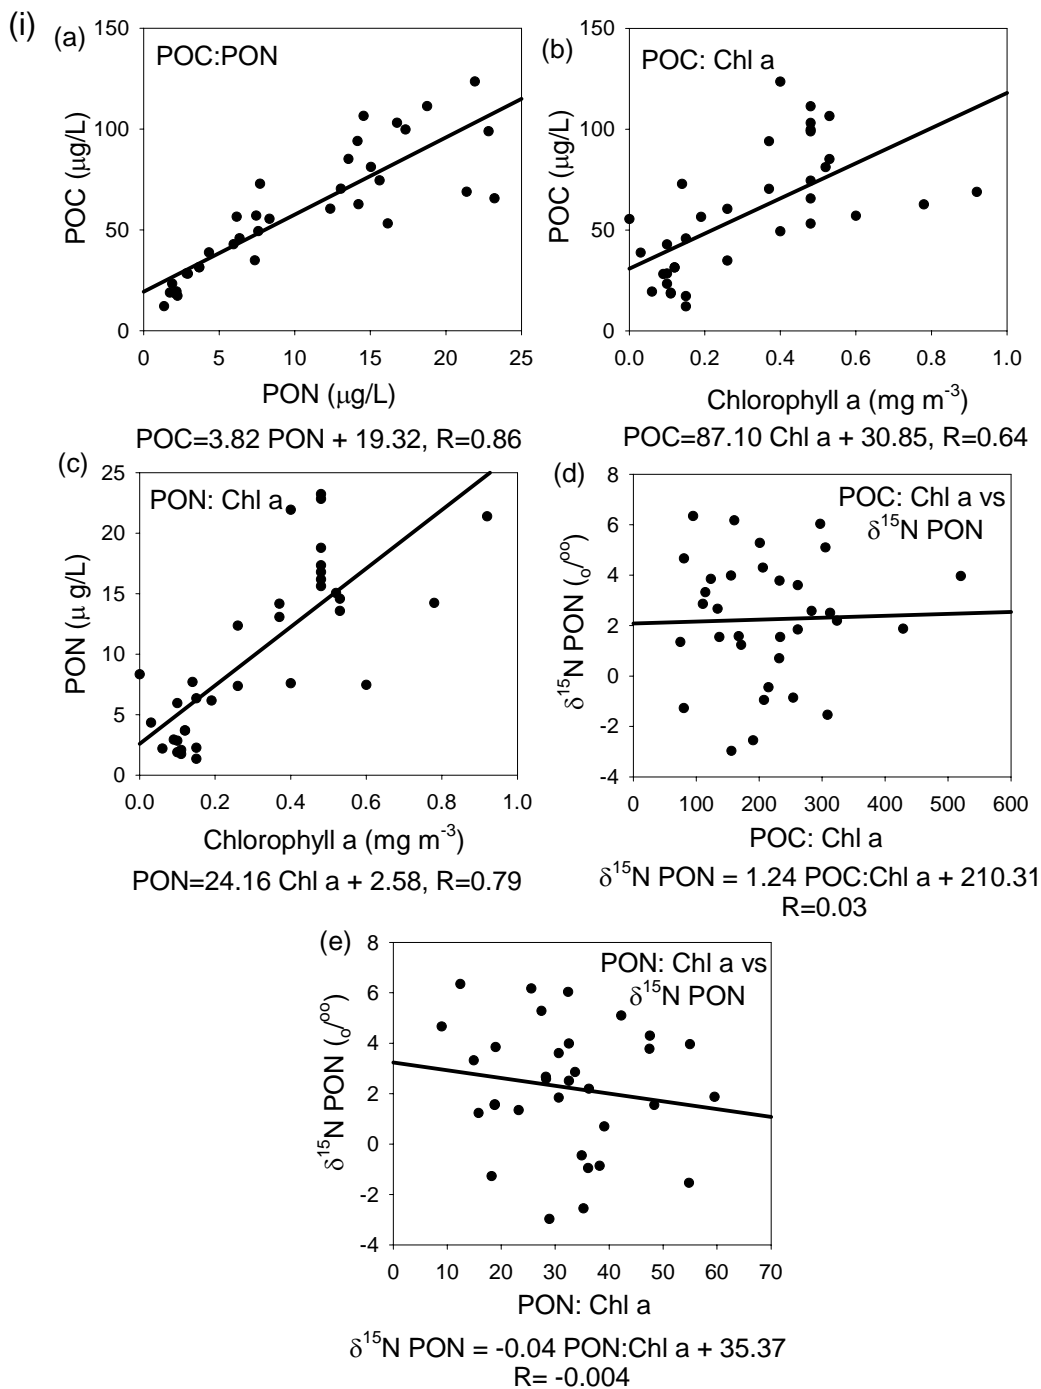 (i)
(a)
POC:PON
150
100
50
0
POC (μg/L)
0 5 10 15 20 25
PON (μg/L)
POC=3.82 PON + 19.32, R=0.86
(b)
POC: Chl a
150
100
50
0
POC (μg/L)
0.0 0.2 0.4 0.6 0.8 1.0
Chlorophyll a (mg m-3)
POC=87.10 Chl a + 30.85, R=0.64
(c)
PON: Chl a
25
20
15
10
5
0
PON (μ g/L)
0.0 0.2 0.4 0.6 0.8 1.0
Chlorophyll a (mg m-3)
PON=24.16 Chl a + 2.58, R=0.79
(d)
POC: Chl a vs
δ15N PON
8
6
4
2
0
-2
-4
δ15N PON (o/oo)
0 100 200 300 400 500 600
POC: Chl a
δ15N PON = 1.24 POC:Chl a + 210.31
R=0.03
(e)
PON: Chl a vs
δ15N PON
8
6
4
2
0
-2
-4
δ15N PON (o/oo)
0 10 20 30 40 50 60 70
PON: Chl a
δ15N PON = -0.04 PON:Chl a + 35.37
R= -0.004